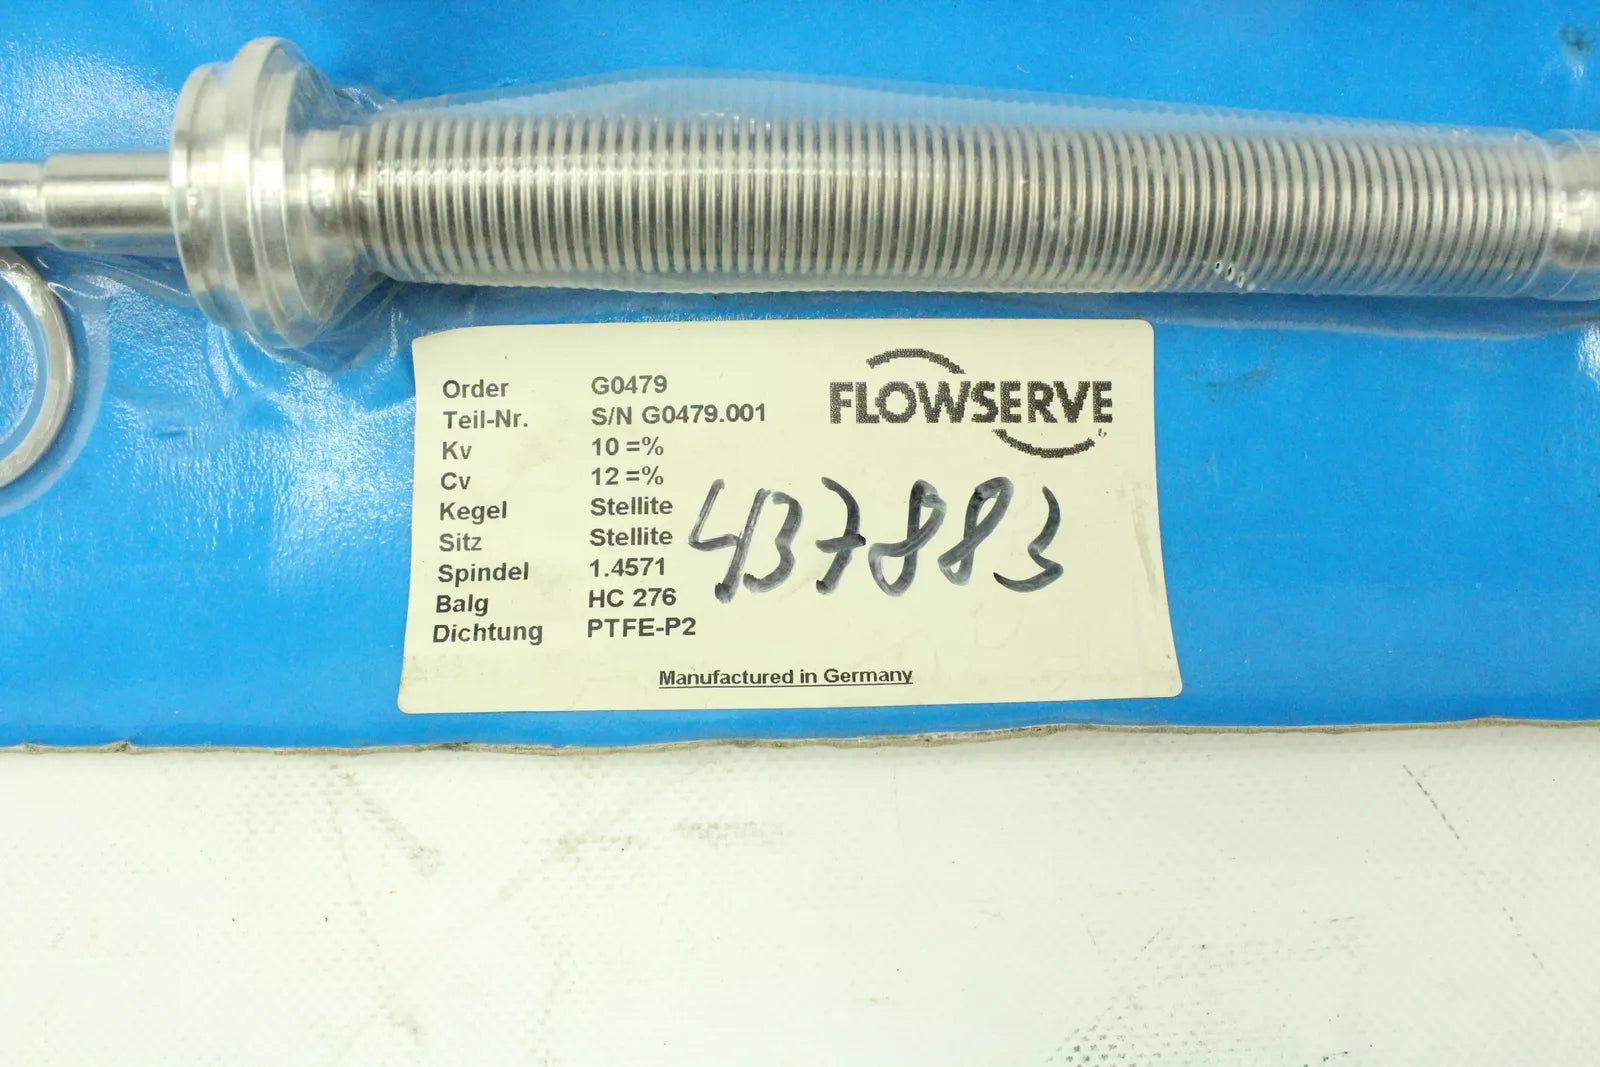 Order G0479
Teil-Nr. S/N G0479.001
Kv 10 =%
Cv 12 =%
Kegel Stellite
Sitz Stellite
Spindel 1.4571
Balg HC 276
Dichtung PTFE-P2
FLOWSERVE
437883
Manufactured in Germany